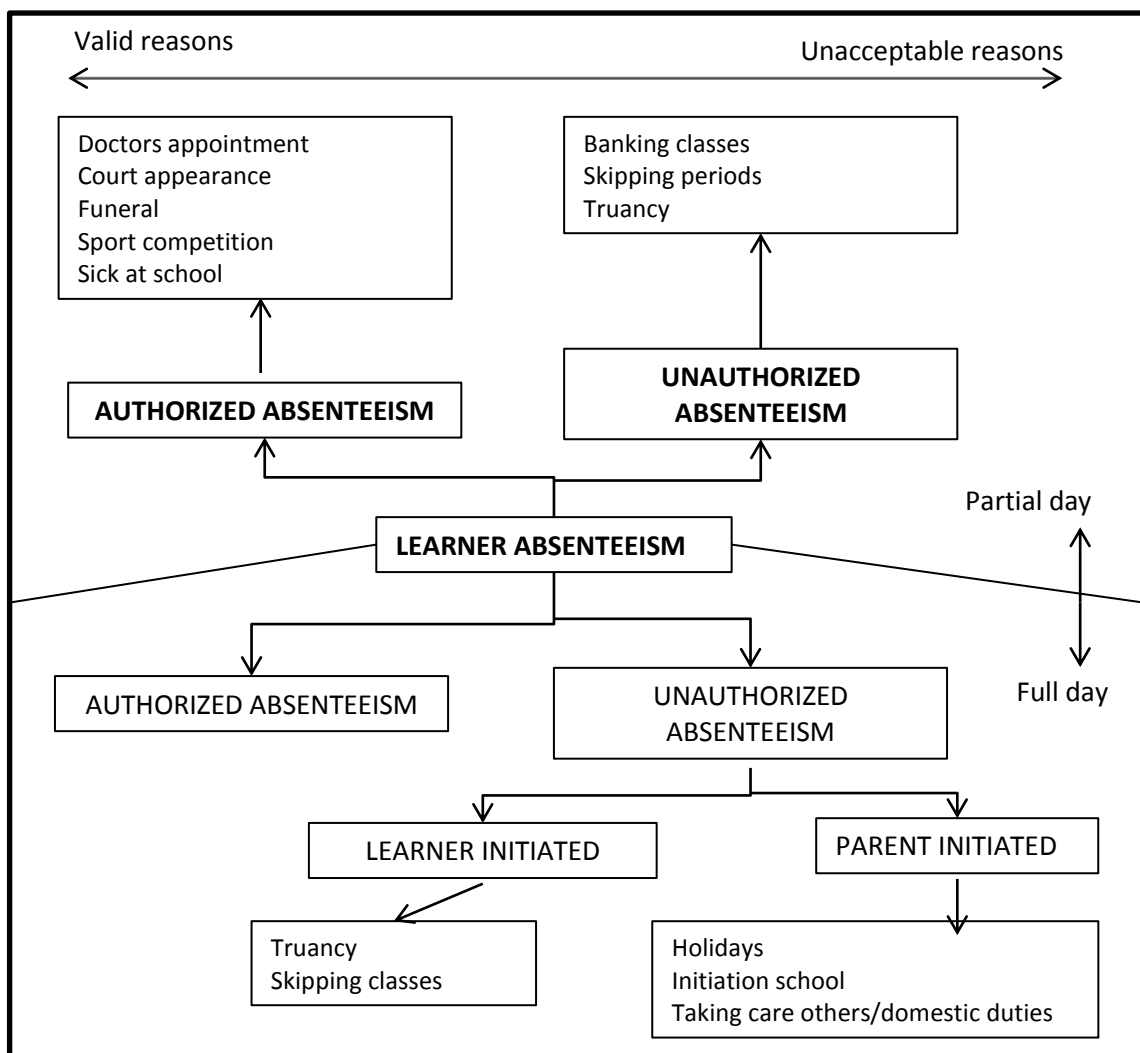 Valid reasons
Unacceptable reasons
Doctors appointment
Court appearance
Funeral
Sport competition
Sick at school
Banking classes
Skipping periods
Truancy
AUTHORIZED ABSENTEEISM
UNAUTHORIZED
ABSENTEEISM
Partial day
LEARNER ABSENTEEISM
Full day
AUTHORIZED ABSENTEEISM
UNAUTHORIZED
ABSENTEEISM
LEARNER INITIATED
PARENT INITIATED
Truancy
Skipping classes
Holidays
Initiation school
Taking care others/domestic duties